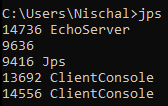 C:\Users\Nischal>jps
14736 EchoServer
9636
9416 Jps
13692 ClientConsole
14556 ClientConsole